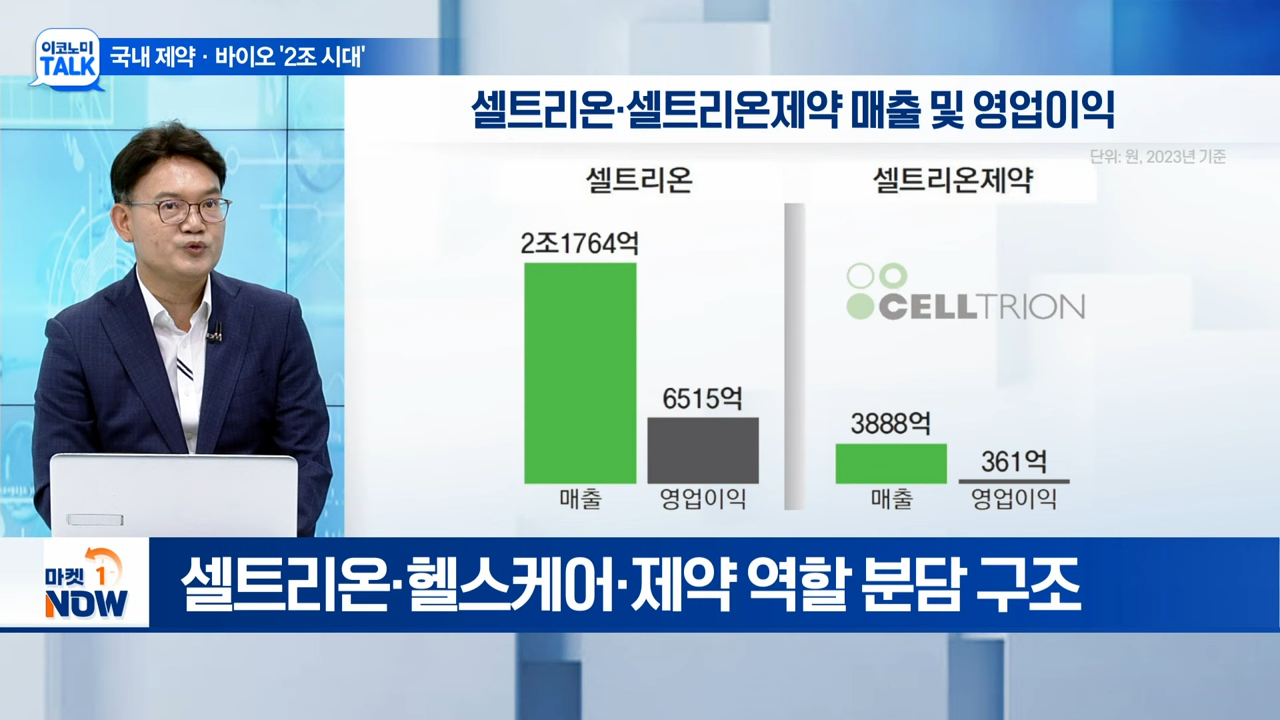 이코노미
TALK
국내 제약·바이오 '2조 시대'
셀트리온·셀트리온제약 매출 및 영업이익
단위: 원, 2023년 기준
셀트리온
2조1764억
6515억
매출
영업이익
셀트리온제약
CELLTRION
3888억
361억
매출
영업이익
마켓 1
NOW
셀트리온·헬스케어·제약 역할 분담 구조